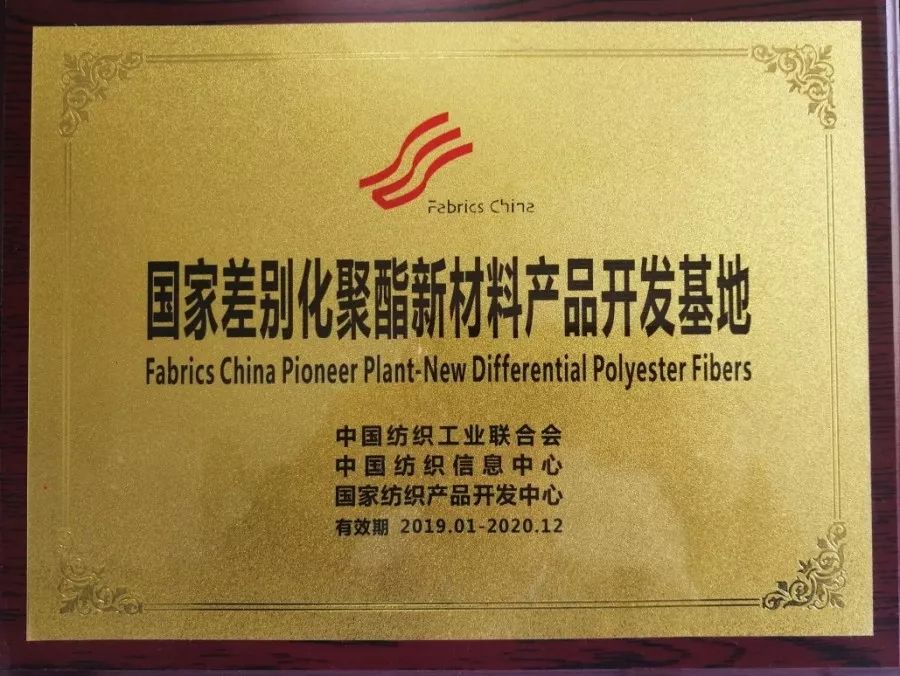 Fabrics China
国家差别化聚酯新材料产品开发基地
Fabrics China Pioneer Plant-New Differential Polyester Fibers
中国纺织工业联合会
中国纺织信息中心
国家纺织产品开发中心
有效期 2019.01-2020.12